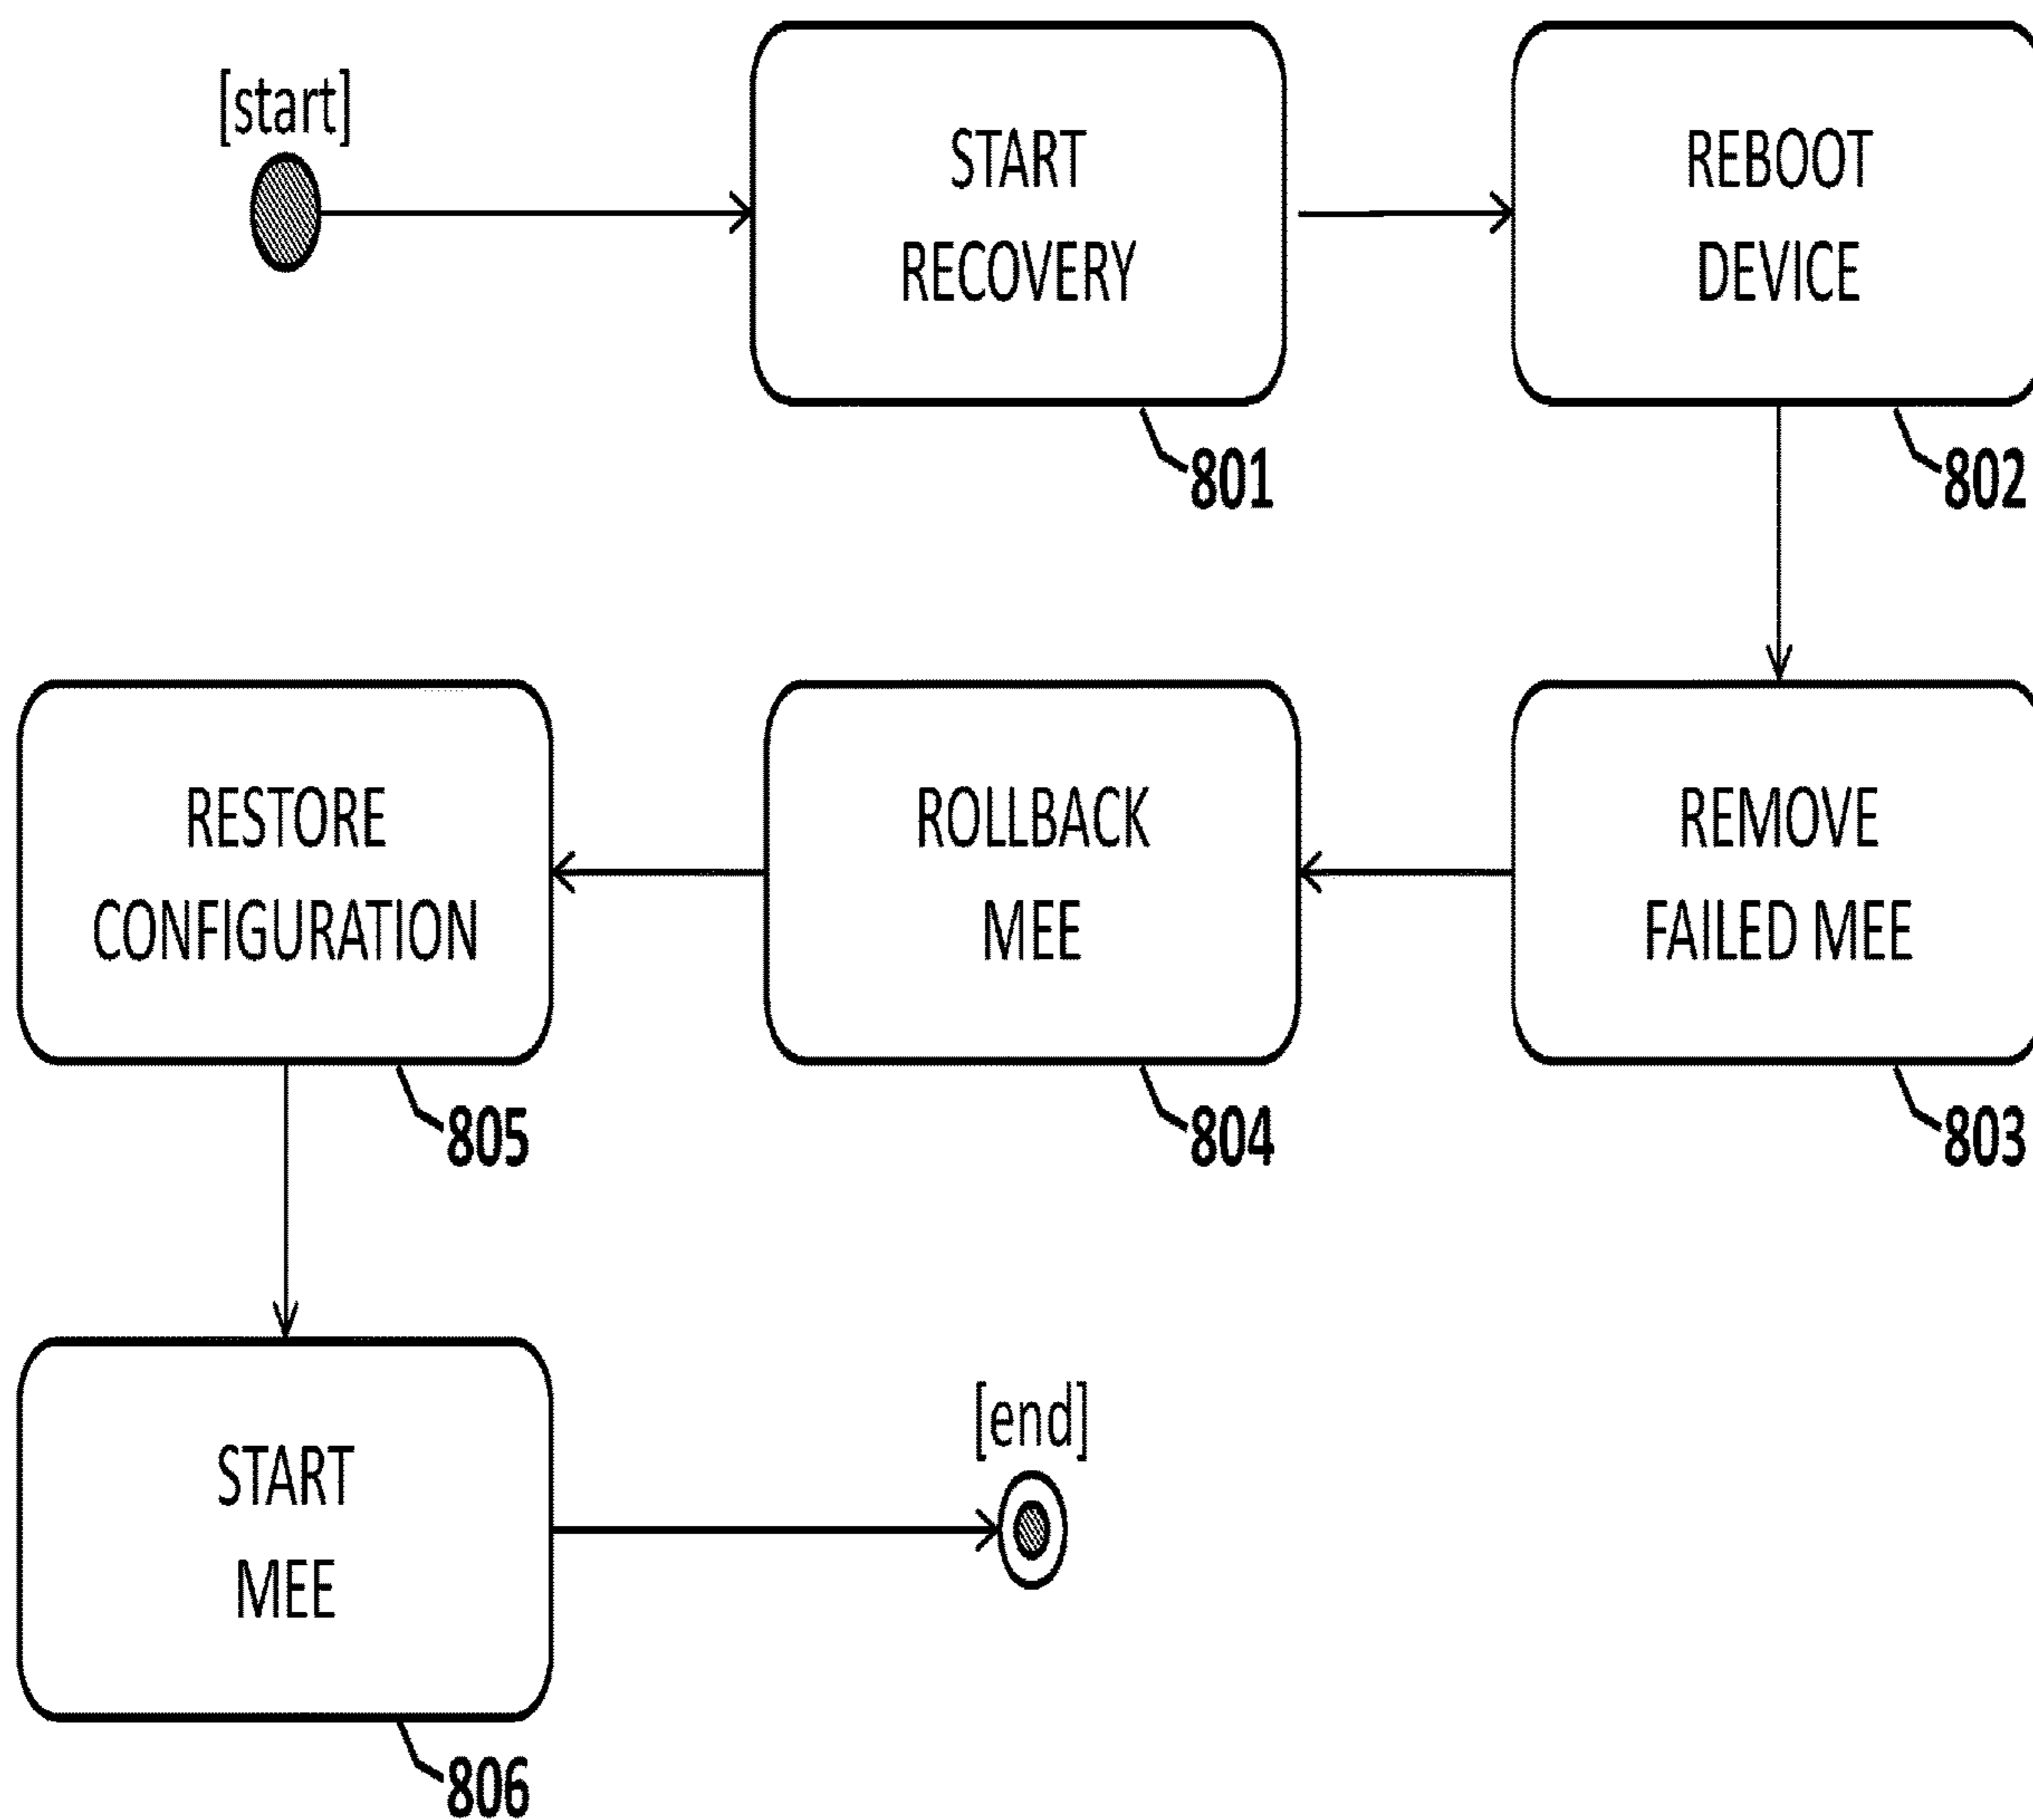 [start]
START
RECOVERY
801
REBOOT
DEVICE
802
REMOVE
FAILED MEE
803
ROLLBACK
MEE
804
RESTORE
CONFIGURATION
805
START
MEE
806
[end]